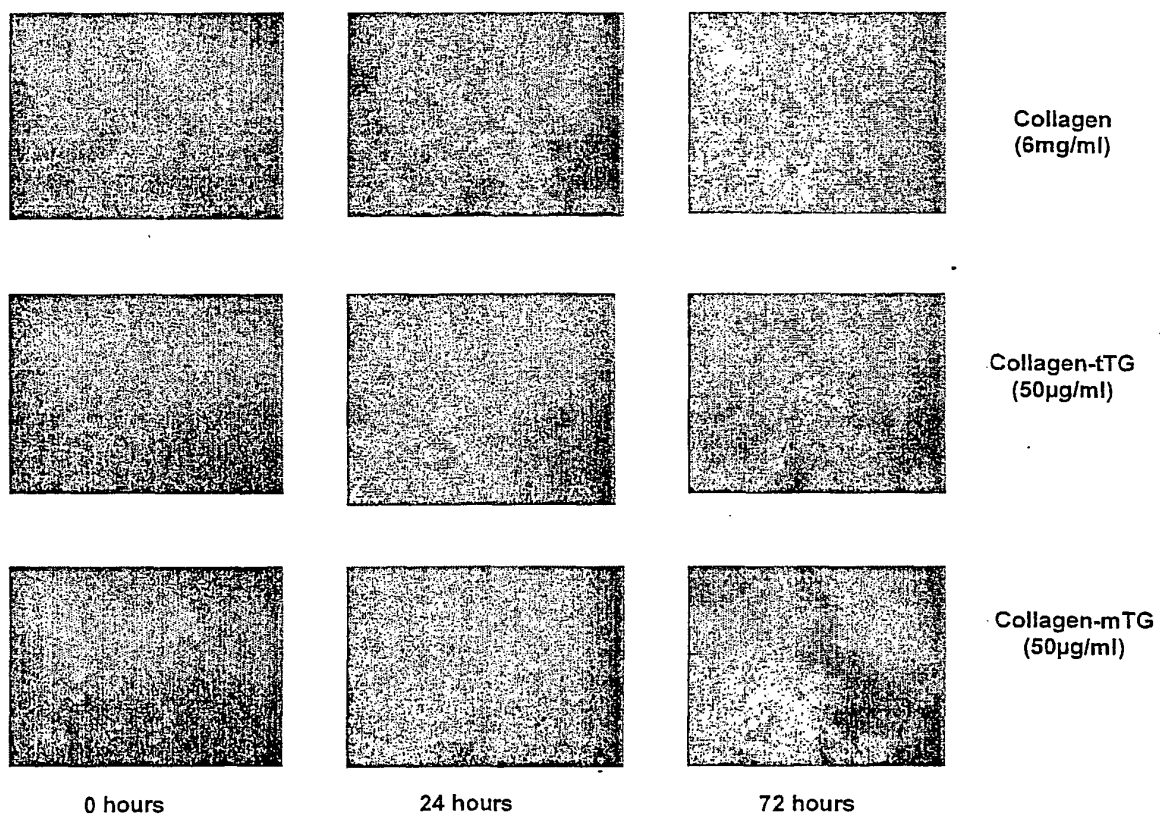 Collagen
(6mg/ml)
Collagen-tTG
(50µg/ml)
Collagen-mTG
(50µg/ml)
0 hours
24 hours
72 hours